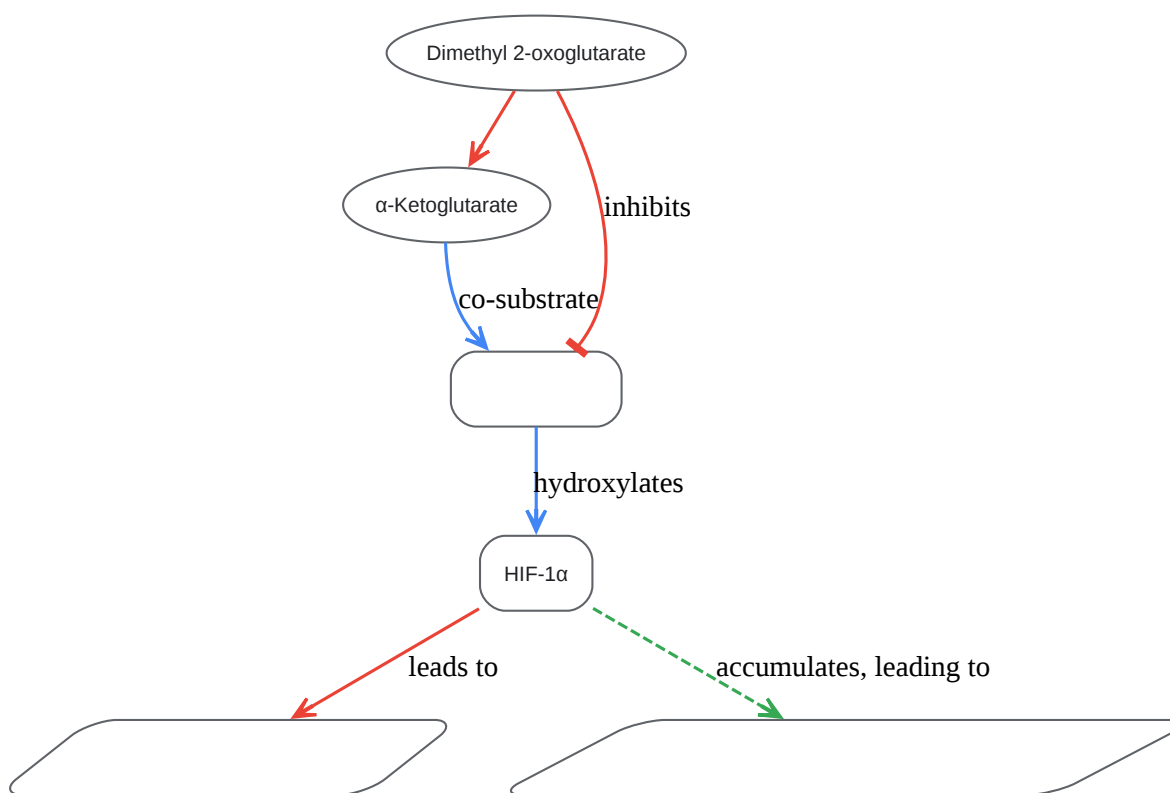 Dimethyl 2-oxoglutarate
α-Ketoglutarate
inhibits
co-substrate
hydroxylates
HIF-1α
leads to
accumulates, leading to